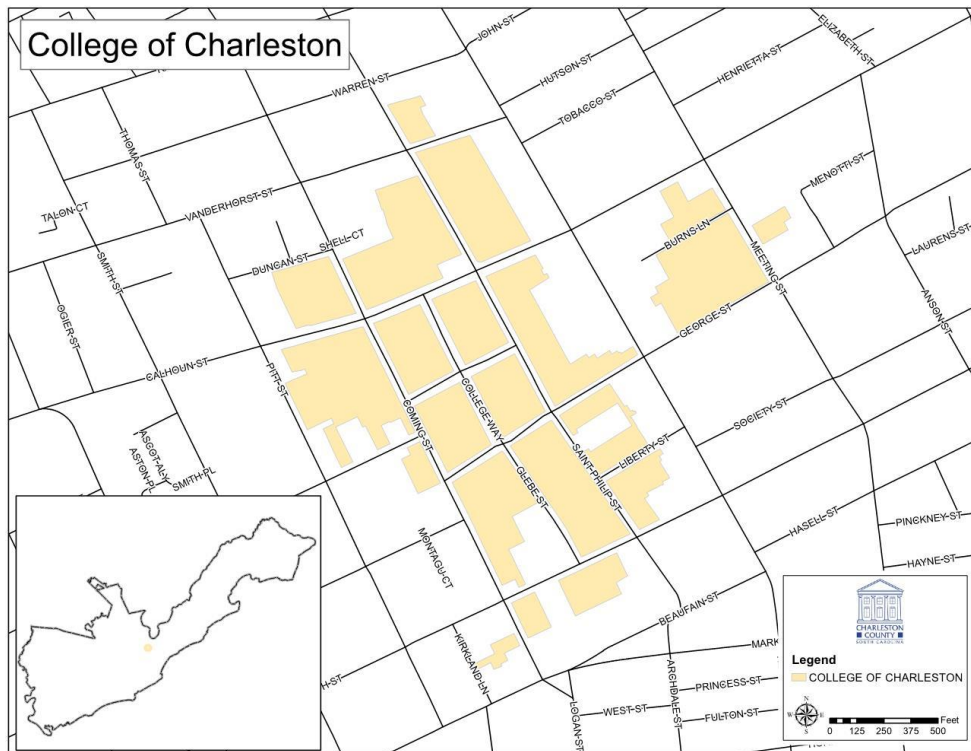 College of Charleston
JOHN ST
ELIZABETH ST
WARREN ST
HUTSON ST
HENRIETTA ST
TOBACCO ST
THOMAS ST
MENOTTI ST
VANDERHORST ST
TALON CT
SHELL CT
BURNS LN
LAURENS ST
DUNCAN ST
SMITH ST
MEETING ST
OGIER ST
GEORGE ST
ANSON ST
CALHOUN ST
PITT ST
COLLEGE WAY
COMING ST
SOCIETY ST
ASCOT ALY
ASTON PL
SMITH PL
LIBERTY ST
SAINT PHILIP ST
GLEBE ST
HASELL ST
PINCKNEY ST
MONTAGU CT
HAYNE ST
BEAUFAIN ST
KIRKLAND LN
MARK
H ST
ARCHDALE ST
PRINCESS ST
LOGAN ST
WEST ST
FULTON ST
CHARLESTON
COUNTY
SOUTH CAROLINA
Legend
COLLEGE OF CHARLESTON
N
W E
S
0 125 250 375 500 Feet